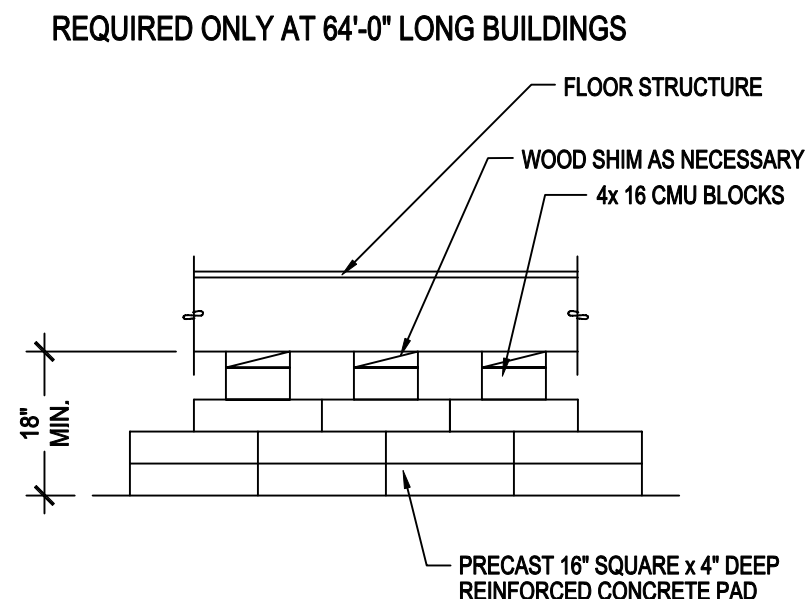 REQUIRED ONLY AT 64'-0" LONG BUILDINGS
FLOOR STRUCTURE
WOOD SHIM AS NECESSARY
4x 16 CMU BLOCKS
18"
MIN.
PRECAST 16" SQUARE x 4" DEEP
REINFORCED CONCRETE PAD